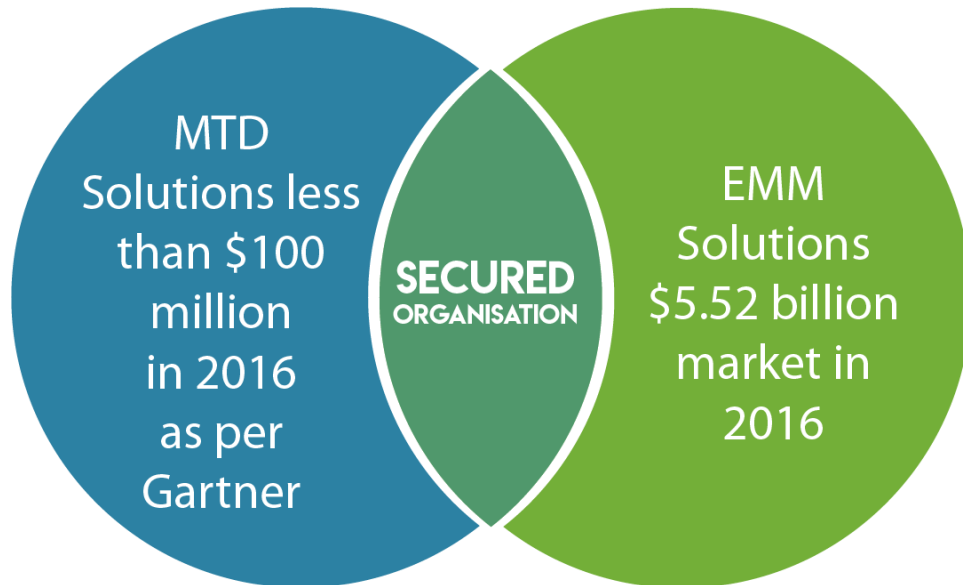 MTD
Solutions less
than $100
million
in 2016
as per
Gartner
SECURED
ORGANISATION
EMM
Solutions
$5.52 billion
market in
2016